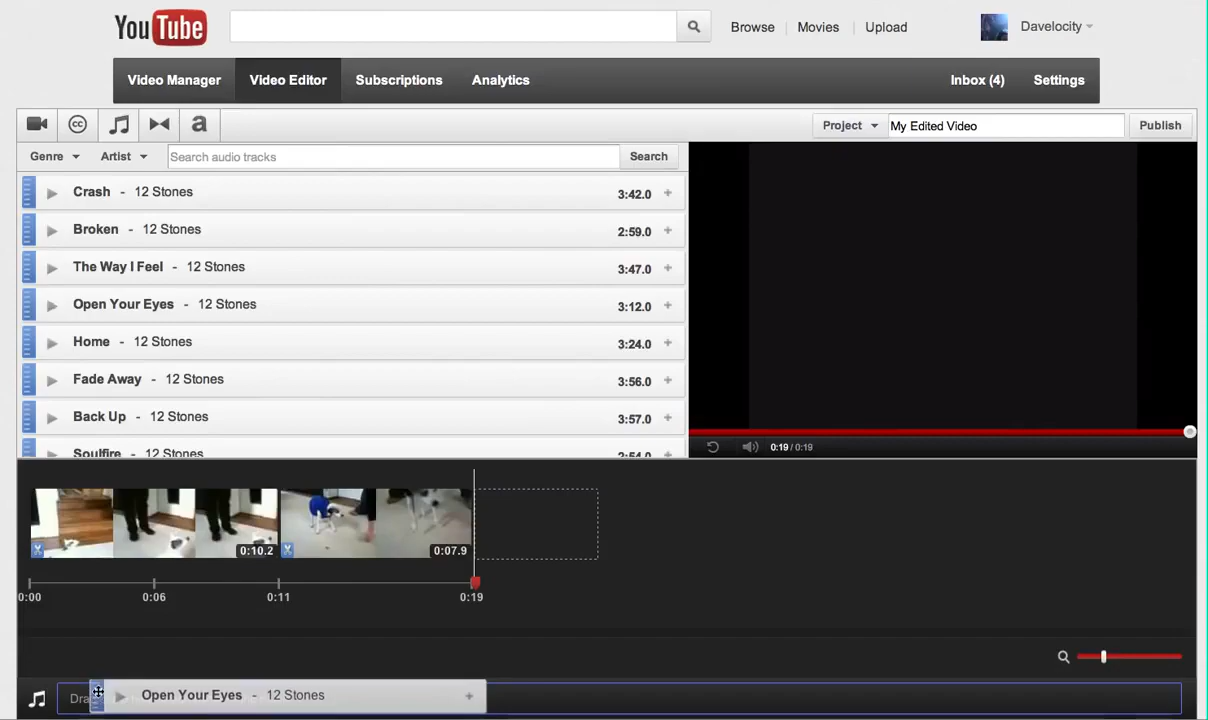 YouTube
Browse Movies Upload Davelocity
Video Manager Video Editor Subscriptions Analytics Inbox (4) Settings
CC a Project My Edited Video Publish
Genre Artist Search audio tracks Search
Crash - 12 Stones 3:42.0 +
Broken - 12 Stones 2:59.0 +
The Way I Feel - 12 Stones 3:47.0 +
Open Your Eyes - 12 Stones 3:12.0 +
Home - 12 Stones 3:24.0 +
Fade Away - 12 Stones 3:56.0 +
Back Up - 12 Stones 3:57.0 +
Soulfire - 12 Stones 2:54.0 +
0:19 / 0:19
0:10.2 0:07.9
0:00 0:06 0:11 0:19
Open Your Eyes - 12 Stones +